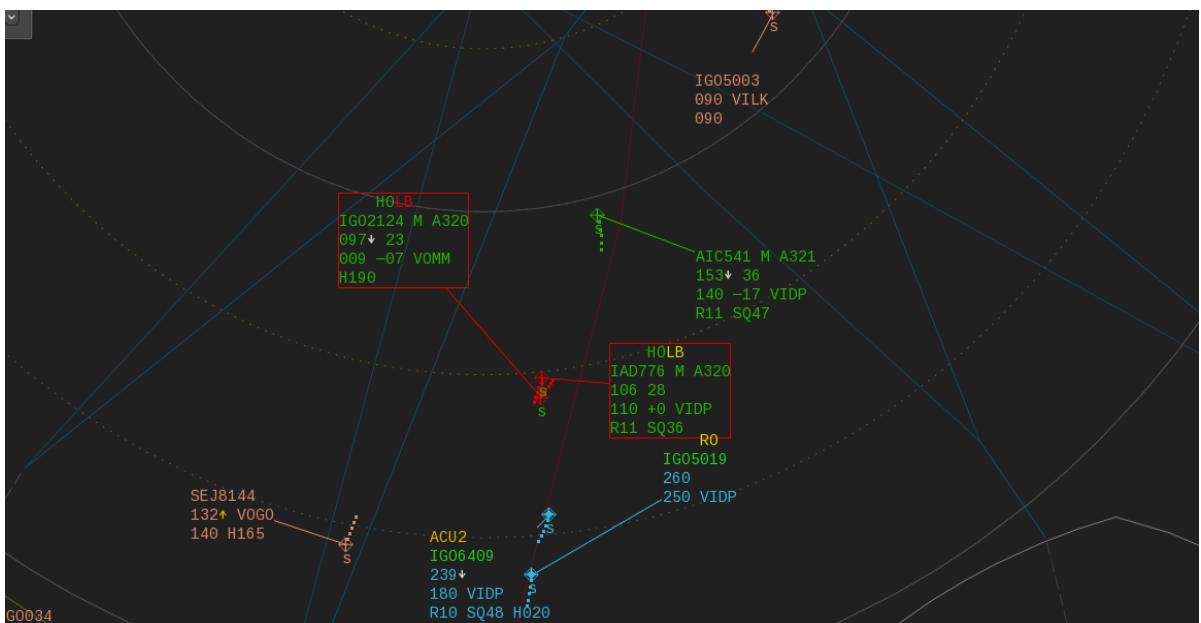 IGO5003
090 VILK
090
HOLB
IGO2124 M A320
097↓ 23
009 —07 VOMM
H190
AIC541 M A321
153↓ 36
140 —17 VIDP
R11 SQ47
HOLB
IAD776 M A320
106 28
110 +0 VIDP
R11 SQ36
RO
IGO5019
260
250 VIDP
SEJ8144
132↑ VOGO
140 H165
ACU2
IGO6409
239↓
180 VIDP
R10 SQ48 H020
GO034
S
S
S
S
S
S
S